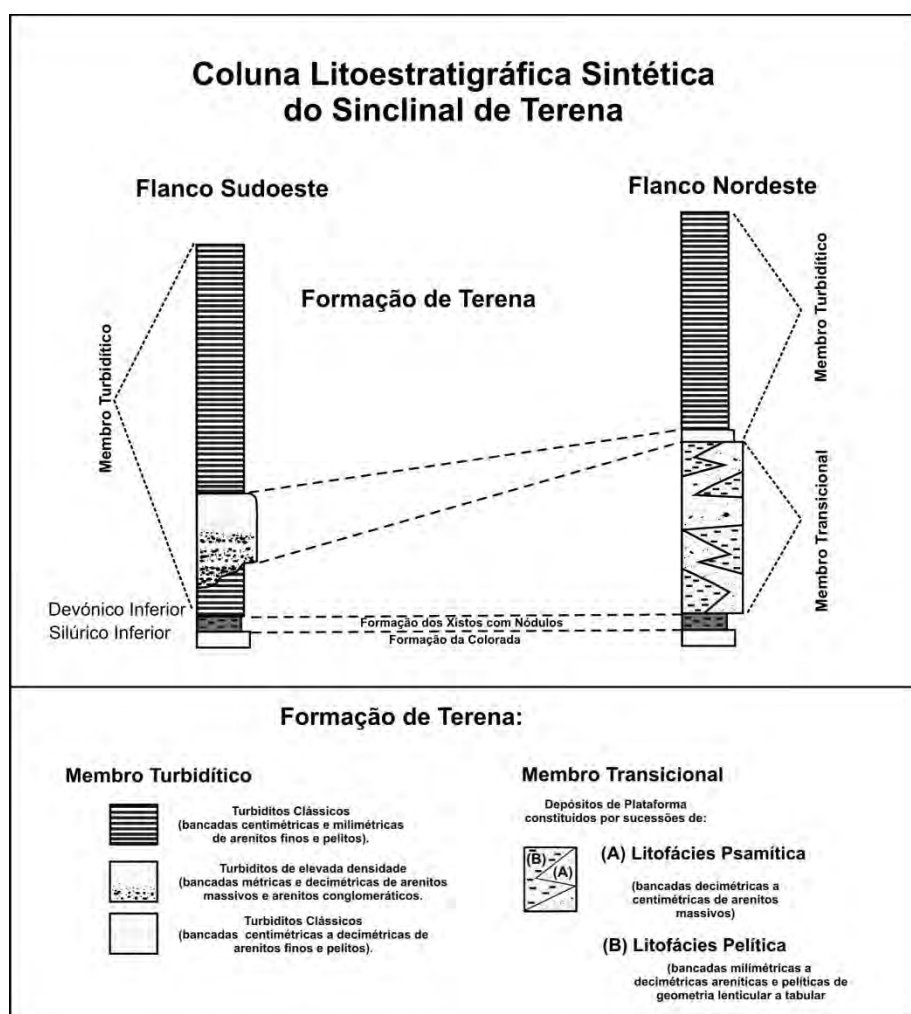 Coluna Litoestratigráfica Sintética
do Sinclinal de Terena
Flanco Sudoeste
Flanco Nordeste
Formação de Terena
Membro Turbidítico
Membro Turbidítico
Membro Transicional
Devónico Inferior
Silúrico Inferior
Formação dos Xistos com Nódulos
Formação da Colorada
Formação de Terena:
Membro Turbidítico
Turbiditos Clássicos
(bancadas centimétricas e milimétricas
de arenitos finos e pelitos).
Turbiditos de elevada densidade
(bancadas métricas e decimétricas de arenitos
massivos e arenitos conglomeráticos.
Turbiditos Clássicos
(bancadas centimétricas a decimétricas de
arenitos finos e pelitos).
Membro Transicional
Depósitos de Plataforma
constituidos por sucessões de:
(B)
(A)
(A) Litofácies Psamítica
(bancadas decimétricas a
centimétricas de arenitos
massivos)
(B) Litofácies Pelítica
(bancadas milimétricas a
decimétricas areníticas e pelíticas de
geometria lenticular a tabular